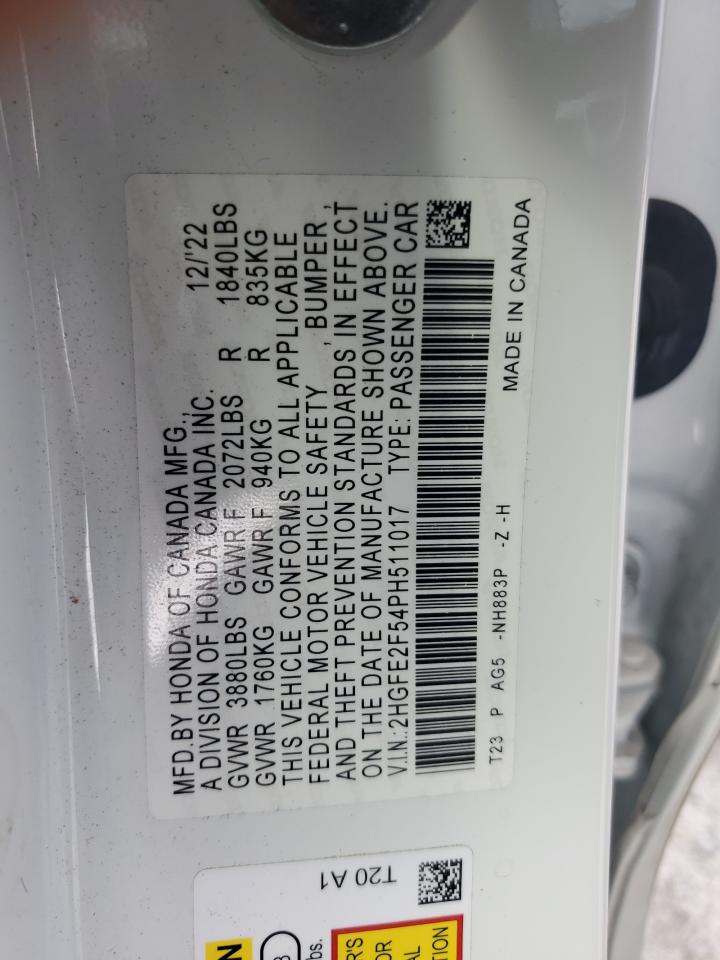 MFD.BY HONDA OF CANADA MFG., 12/'22
A DIVISION OF HONDA CANADA INC.
GVWR 3880LBS GAWR F 2072LBS R 1840LBS
GVWR 1760KG GAWR F 940KG R 835KG
THIS VEHICLE CONFORMS TO ALL APPLICABLE
FEDERAL MOTOR VEHICLE SAFETY , BUMPER ,
AND THEFT PREVENTION STANDARDS IN EFFECT
ON THE DATE OF MANUFACTURE SHOWN ABOVE.
V.I.N.:2HGFE2F54PH511017 TYPE: PASSENGER CAR
T23 P AG5 -NH883P -Z -H
MADE IN CANADA
T20 A1
lbs.